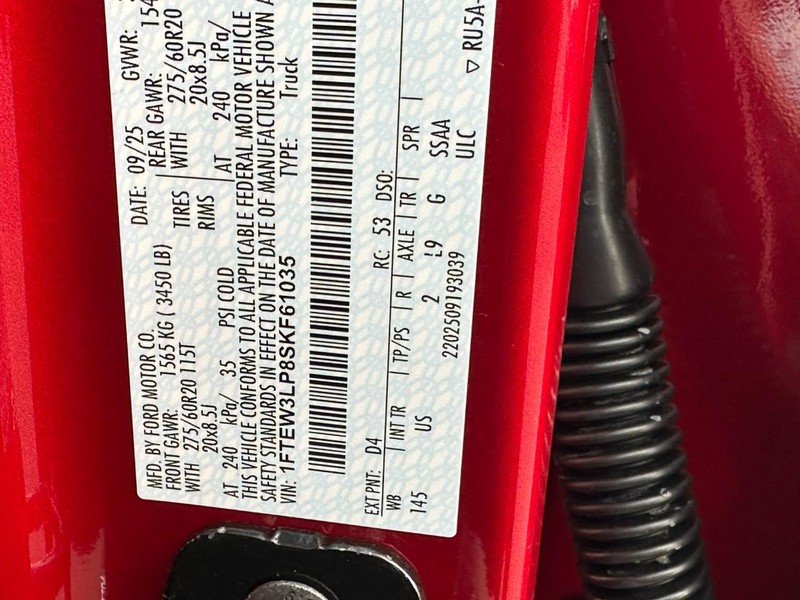 MFD. BY FORD MOTOR CO.
DATE: 09/25 GVWR:
FRONT GAWR: 1565 KG ( 3450 LB)
REAR GAWR: 154
WITH 275/60R20 115T TIRES WITH 275/60R20
20x8.5J RIMS 20x8.5J
AT 240 kPa/ 35 PSI COLD AT 240 kPa/
THIS VEHICLE CONFORMS TO ALL APPLICABLE FEDERAL MOTOR VEHICLE
SAFETY STANDARDS IN EFFECT ON THE DATE OF MANUFACTURE SHOWN
VIN: 1FTEW3LP8SKF61035 TYPE: Truck
EXT PNT: D4 RC: 53 DSO:
WB INT TR TP/PS R AXLE TR SPR
145 US 2 L9 G SSAA
2202509193039 ULC
▽ RU5A-